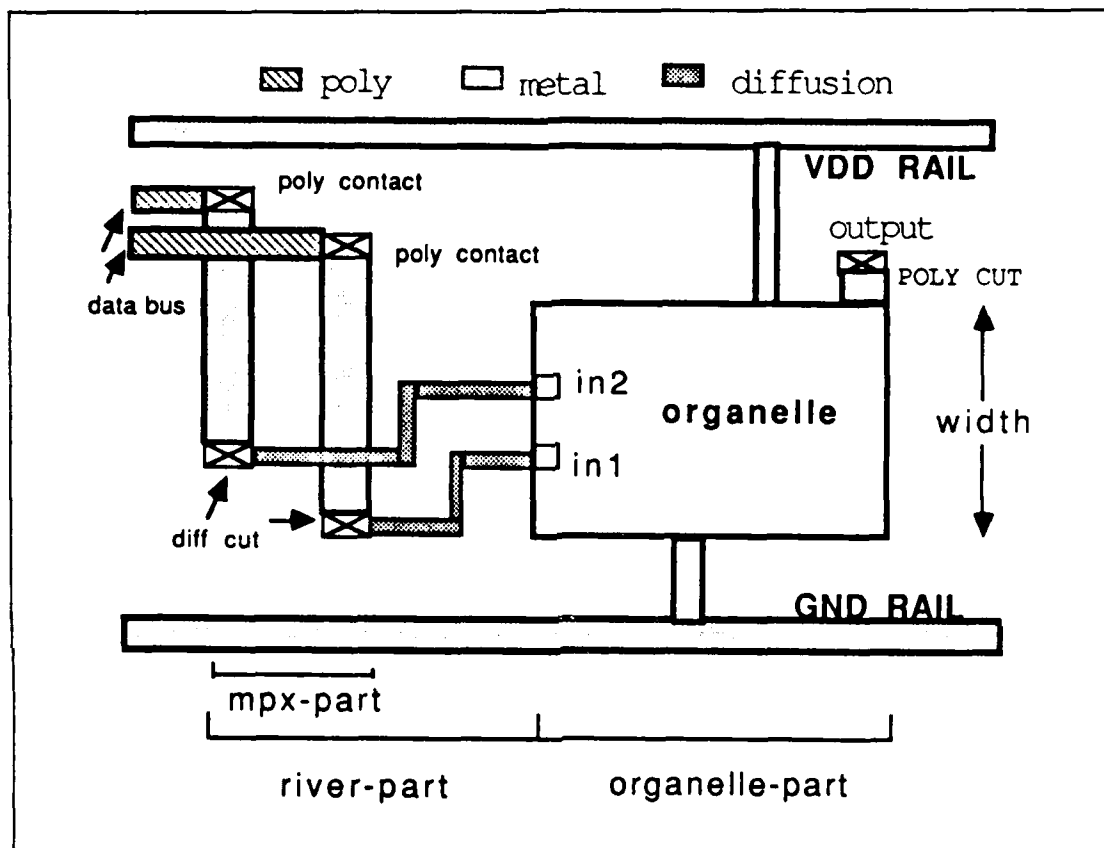 poly metal diffusion
VDD RAIL
poly contact
output
poly contact
POLY CUT
data bus
in2
organelle
width
in1
diff cut
GND RAIL
mpx-part
river-part organelle-part